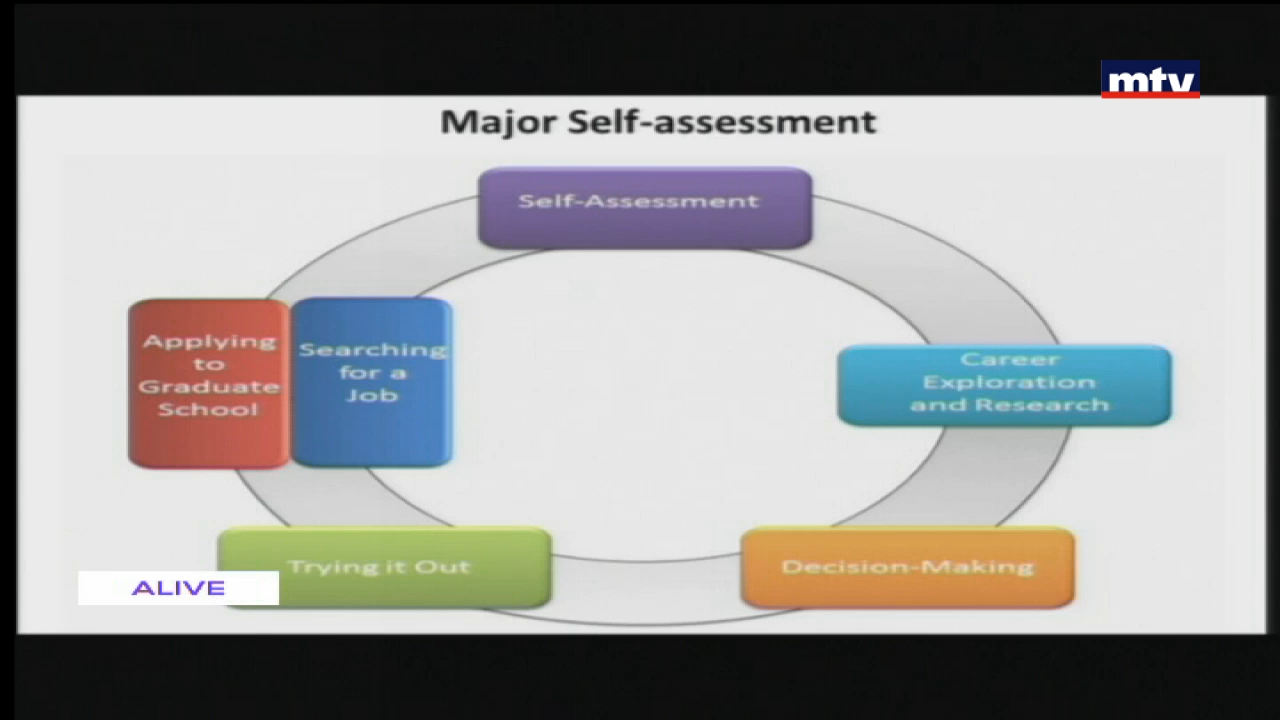 mtv
Major Self-assessment
Self-Assessment
Applying
to
Graduate
School
Searching
for a
Job
Career
Exploration
and Research
Trying it Out
Decision-Making
ALIVE